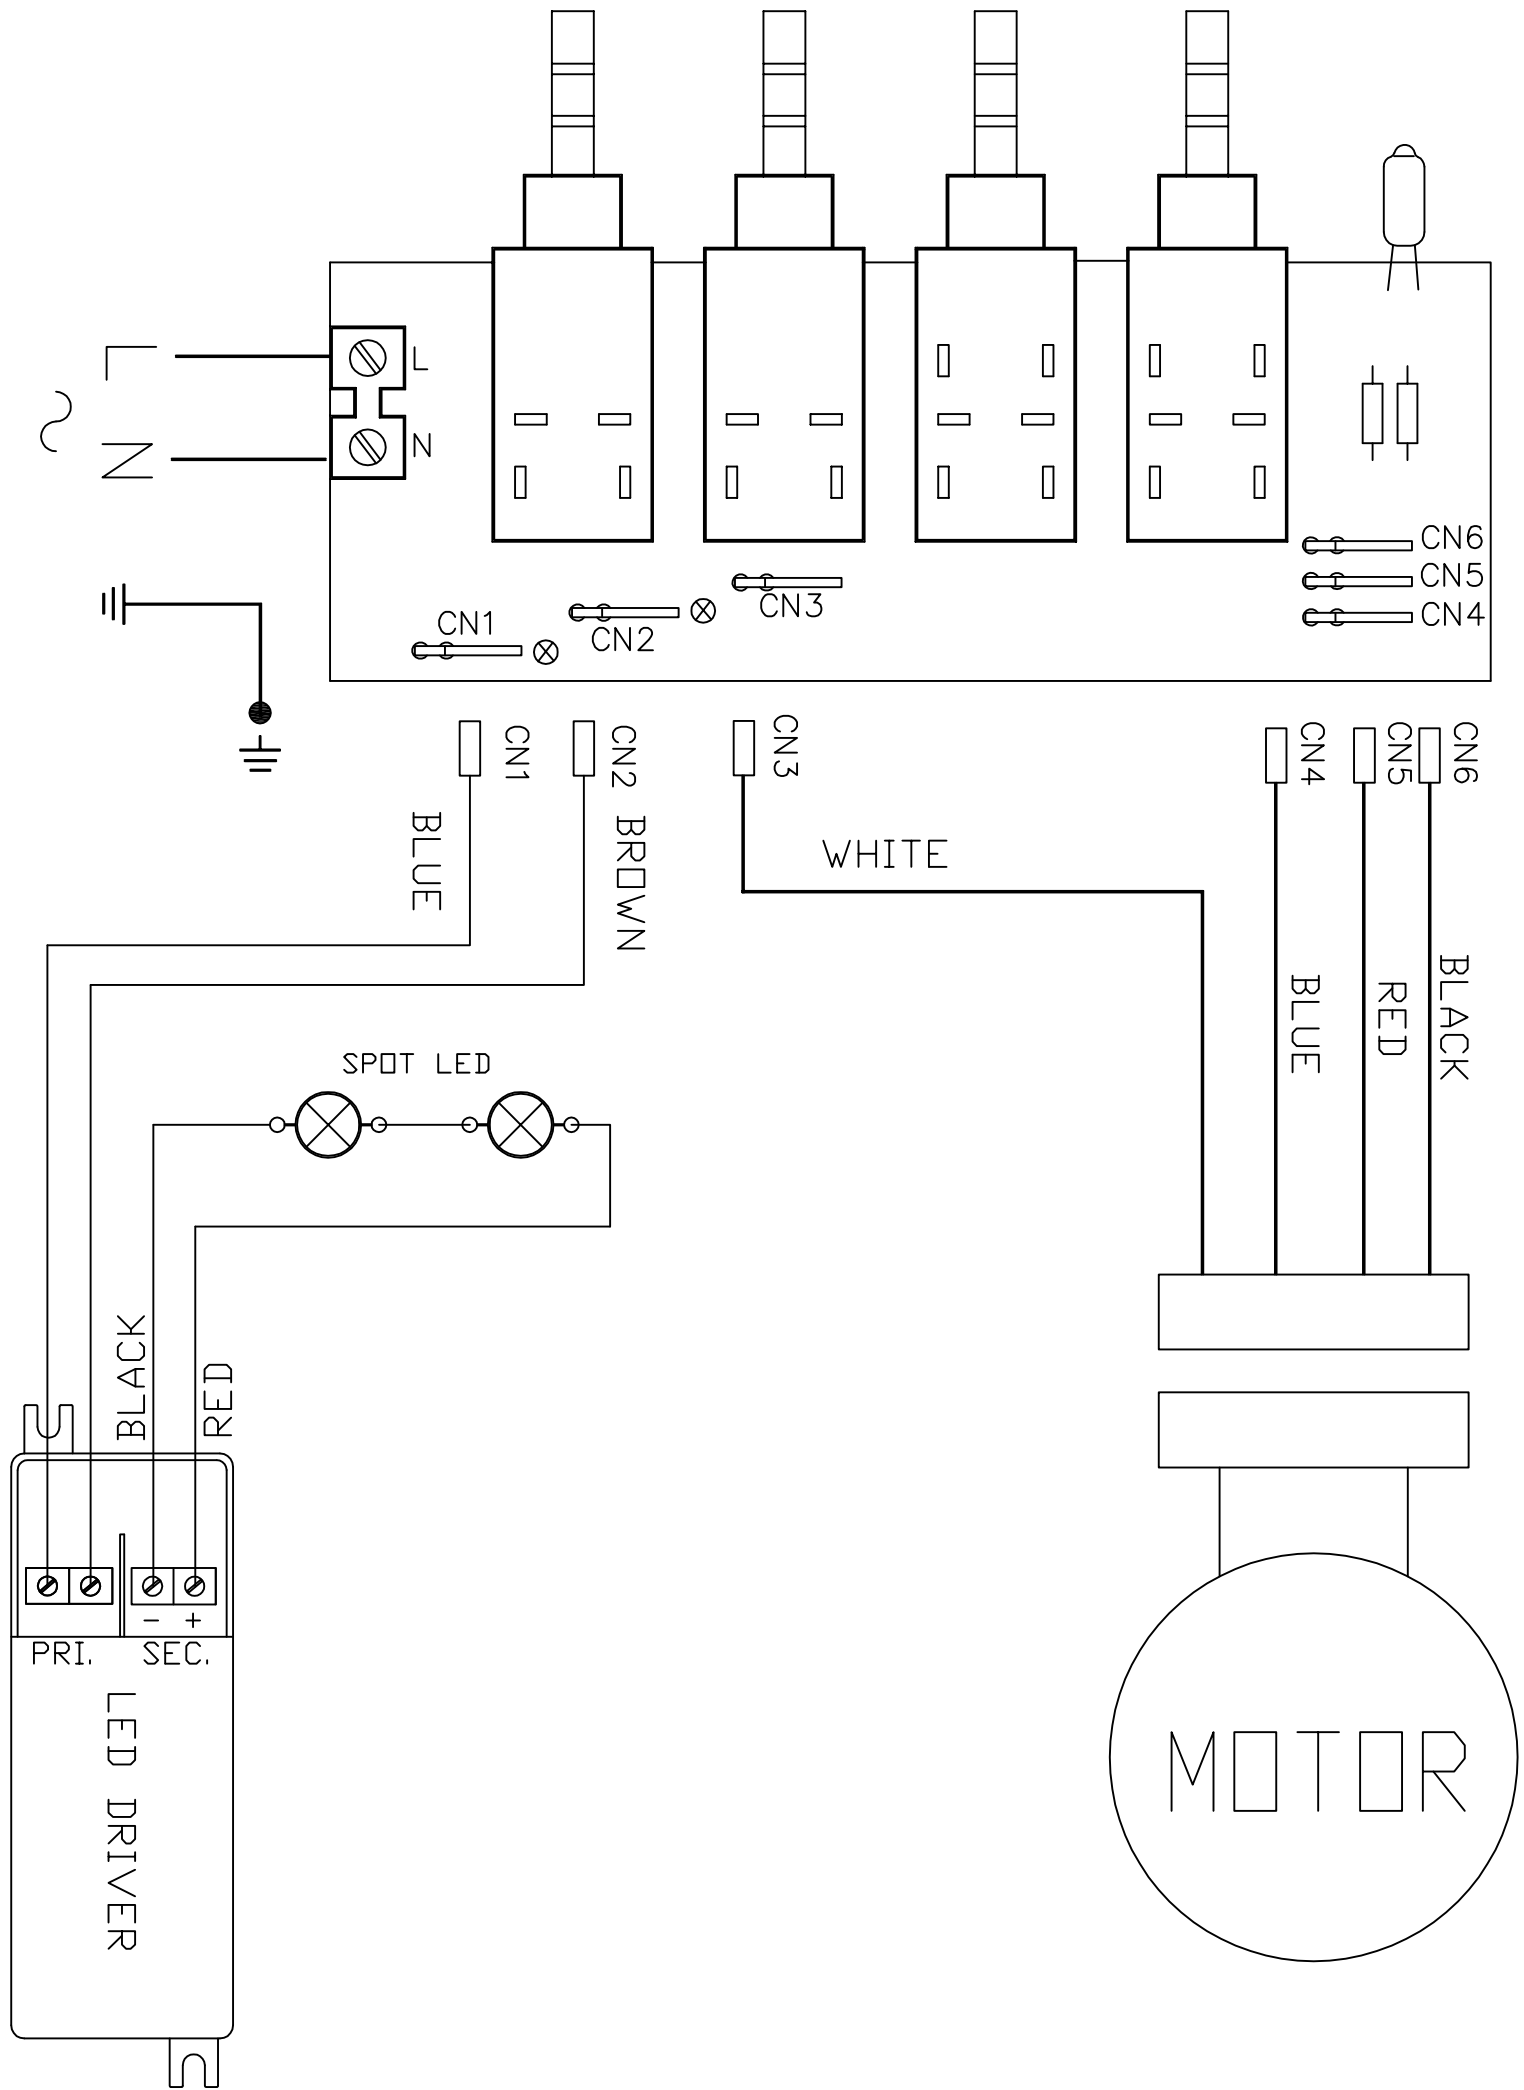 L
L
N
N
CN6
CN5
CN4
CN3
CN2
CN1
CN1
CN2
CN3
CN4
CN5
CN6
BLUE
BROWN
WHITE
BLUE
RED
BLACK
SPOT LED
BLACK
RED
- +
PRI. SEC.
LED DRIVER
MOTOR